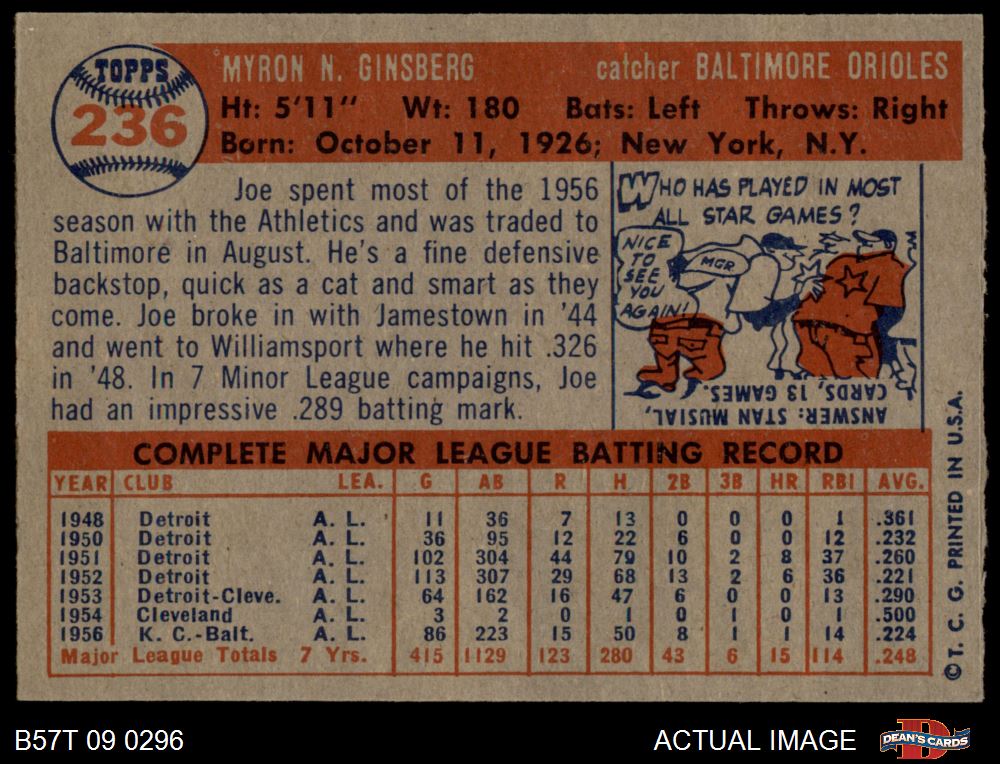 TOPPS
236
MYRON N. GINSBERG catcher BALTIMORE ORIOLES
Ht: 5'11" Wt: 180 Bats: Left Throws: Right
Born: October 11, 1926; New York, N.Y.
Joe spent most of the 1956
season with the Athletics and was traded to
Baltimore in August. He's a fine defensive
backstop, quick as a cat and smart as they
come. Joe broke in with Jamestown in '44
and went to Williamsport where he hit .326
in '48. In 7 Minor League campaigns, Joe
had an impressive .289 batting mark.
WHO HAS PLAYED IN MOST
ALL STAR GAMES?
NICE
TO
SEE
YOU
AGAIN!
MGR
ANSWER: STAN MUSIAL,
CARDS, 13 GAMES.
COMPLETE MAJOR LEAGUE BATTING RECORD
YEAR CLUB LEA. G AB R H 2B 3B HR RBI AVG.
1948 Detroit A. L. 11 36 7 13 0 0 0 1 .361
1950 Detroit A. L. 36 95 12 22 6 0 0 12 .232
1951 Detroit A. L. 102 304 44 79 10 2 8 37 .260
1952 Detroit A. L. 113 307 29 68 13 2 6 36 .221
1953 Detroit-Cleve. A. L. 64 162 16 47 6 0 0 13 .290
1954 Cleveland A. L. 3 2 0 1 0 1 0 1 .500
1956 K. C.-Balt. A. L. 86 223 15 50 8 1 1 14 .224
Major League Totals 7 Yrs. 415 1129 123 280 43 6 15 114 .248
© T. C. G. PRINTED IN U.S.A.
B57T 09 0296
ACTUAL IMAGE
DEAN'S CARDS